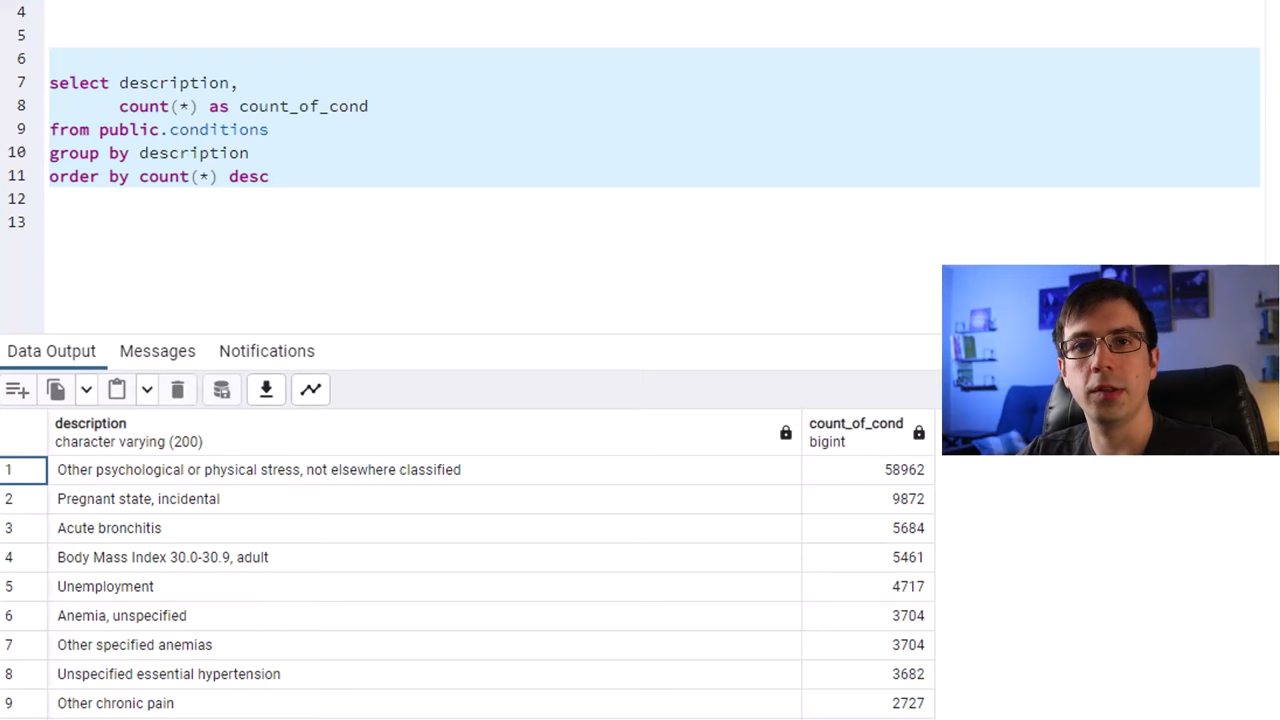 4
5
6
7 select description,
8 count(*) as count_of_cond
9 from public.conditions
10 group by description
11 order by count(*) desc
12
13
Data Output Messages Notifications
description count_of_cond
character varying (200) bigint
1 Other psychological or physical stress, not elsewhere classified 58962
2 Pregnant state, incidental 9872
3 Acute bronchitis 5684
4 Body Mass Index 30.0-30.9, adult 5461
5 Unemployment 4717
6 Anemia, unspecified 3704
7 Other specified anemias 3704
8 Unspecified essential hypertension 3682
9 Other chronic pain 2727